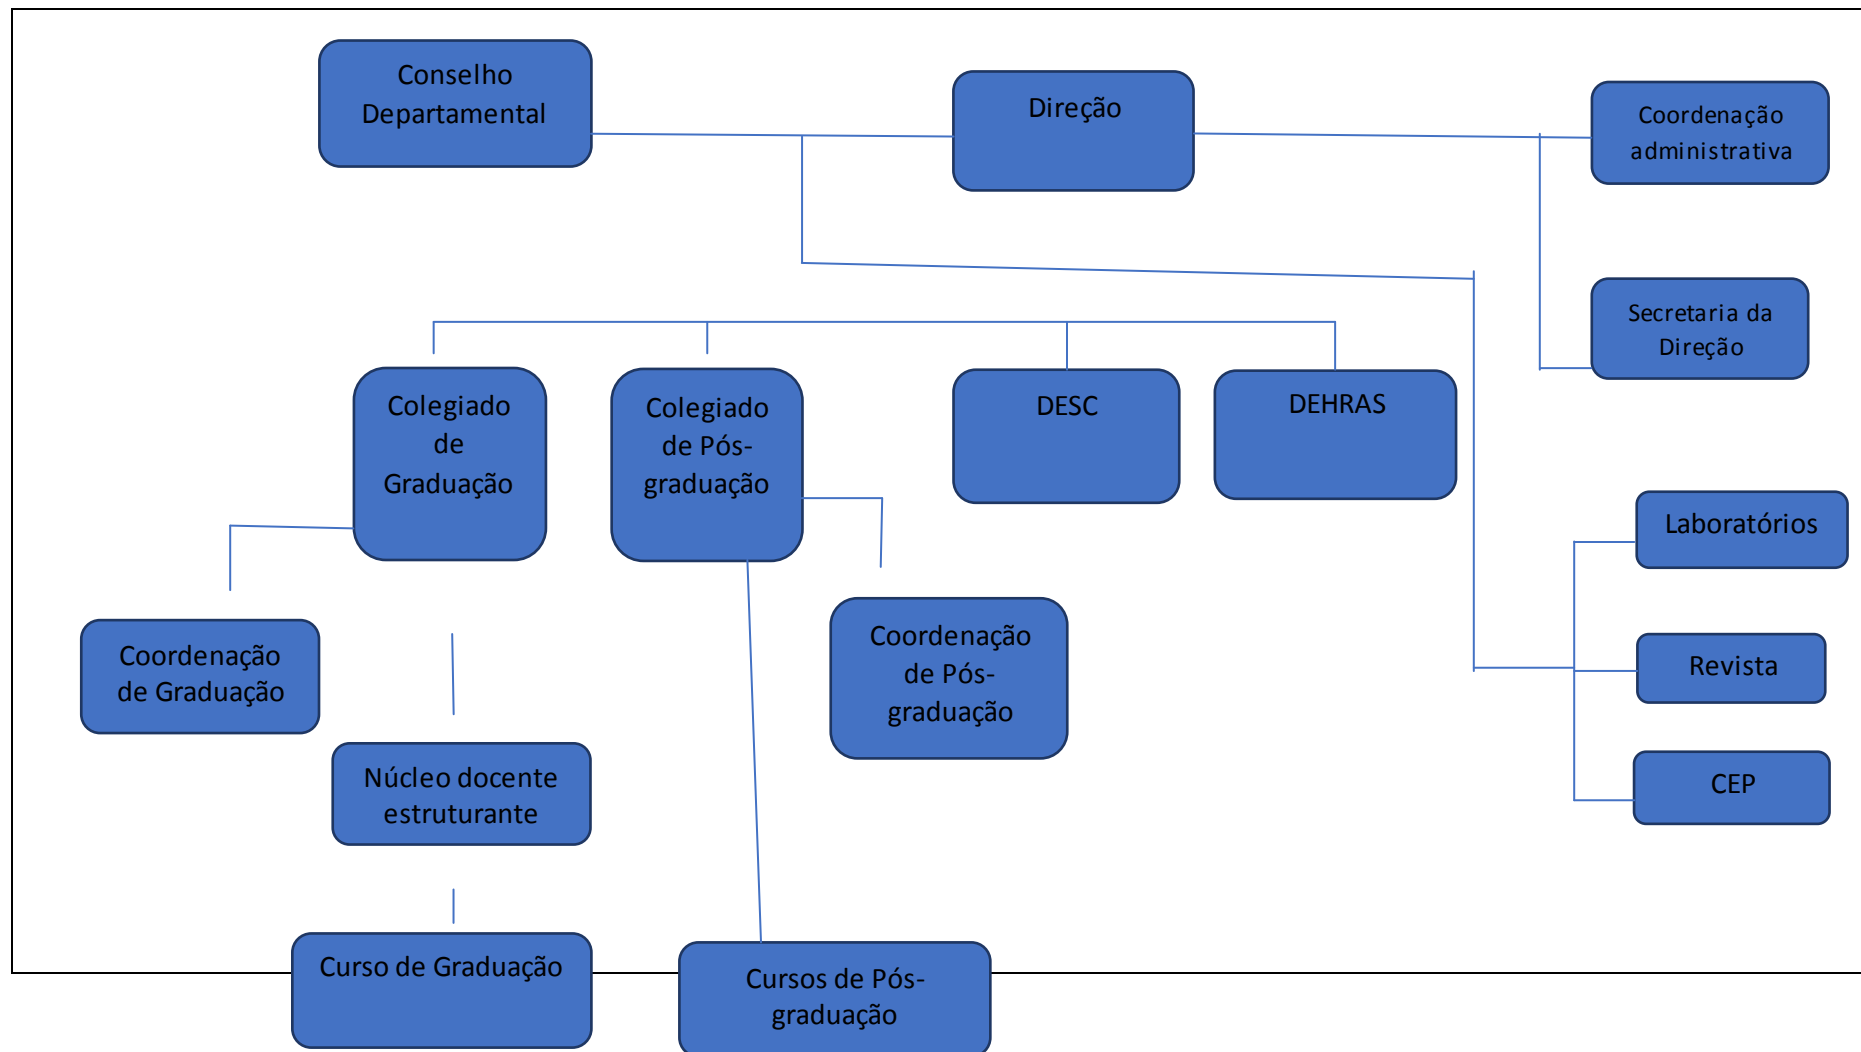 Conselho
Departamental
Direção
Coordenação
administrativa
Secretaria da
Direção
Colegiado
de
Graduação
Colegiado
de Pós-
graduação
DESC
DEHRAS
Laboratórios
Coordenação
de Graduação
Coordenação
de Pós-
graduação
Revista
Núcleo docente
estruturante
CEP
Curso de Graduação
Cursos de Pós-
graduação